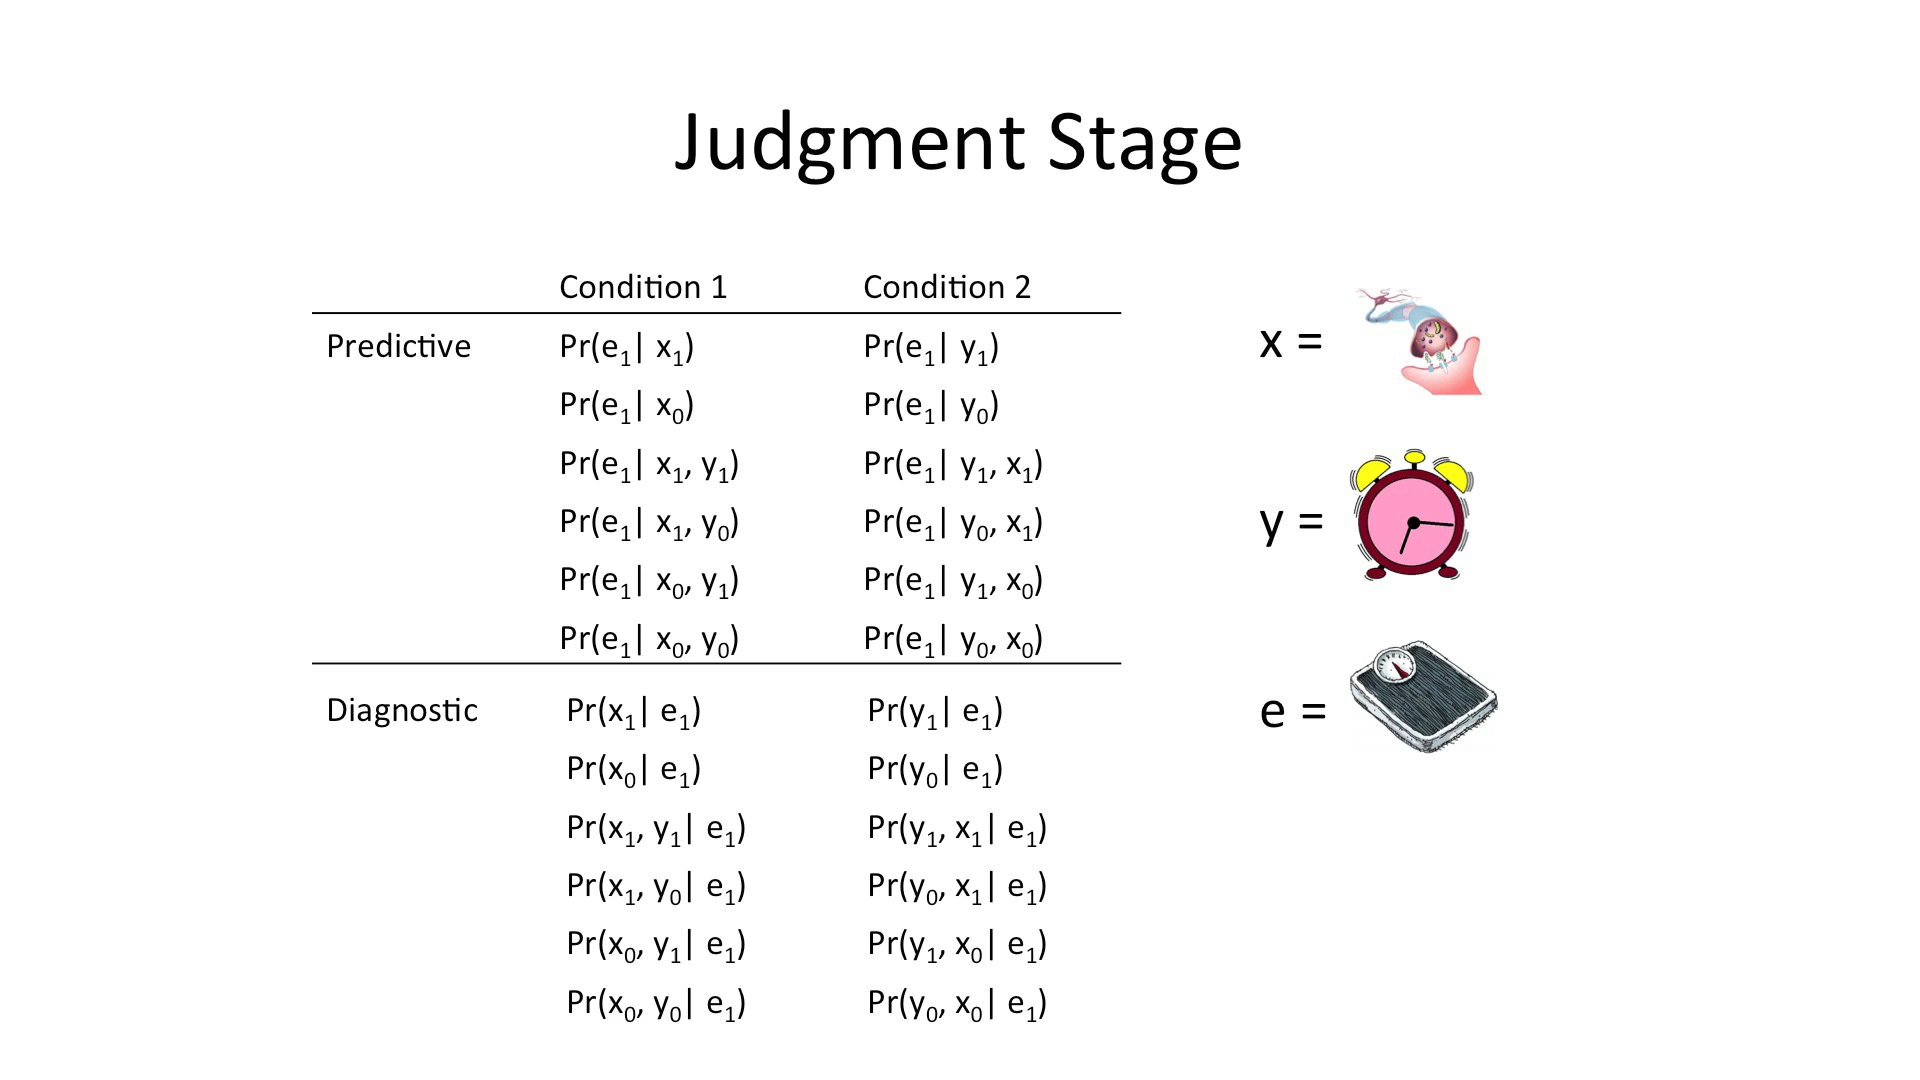 Judgment Stage
Condition 1 Condition 2
Predictive Pr(e₁| x₁) Pr(e₁| y₁)
Pr(e₁| x₀) Pr(e₁| y₀)
Pr(e₁| x₁, y₁) Pr(e₁| y₁, x₁)
Pr(e₁| x₁, y₀) Pr(e₁| y₀, x₁)
Pr(e₁| x₀, y₁) Pr(e₁| y₁, x₀)
Pr(e₁| x₀, y₀) Pr(e₁| y₀, x₀)
Diagnostic Pr(x₁| e₁) Pr(y₁| e₁)
Pr(x₀| e₁) Pr(y₀| e₁)
Pr(x₁, y₁| e₁) Pr(y₁, x₁| e₁)
Pr(x₁, y₀| e₁) Pr(y₀, x₁| e₁)
Pr(x₀, y₁| e₁) Pr(y₁, x₀| e₁)
Pr(x₀, y₀| e₁) Pr(y₀, x₀| e₁)
x =
y =
e =